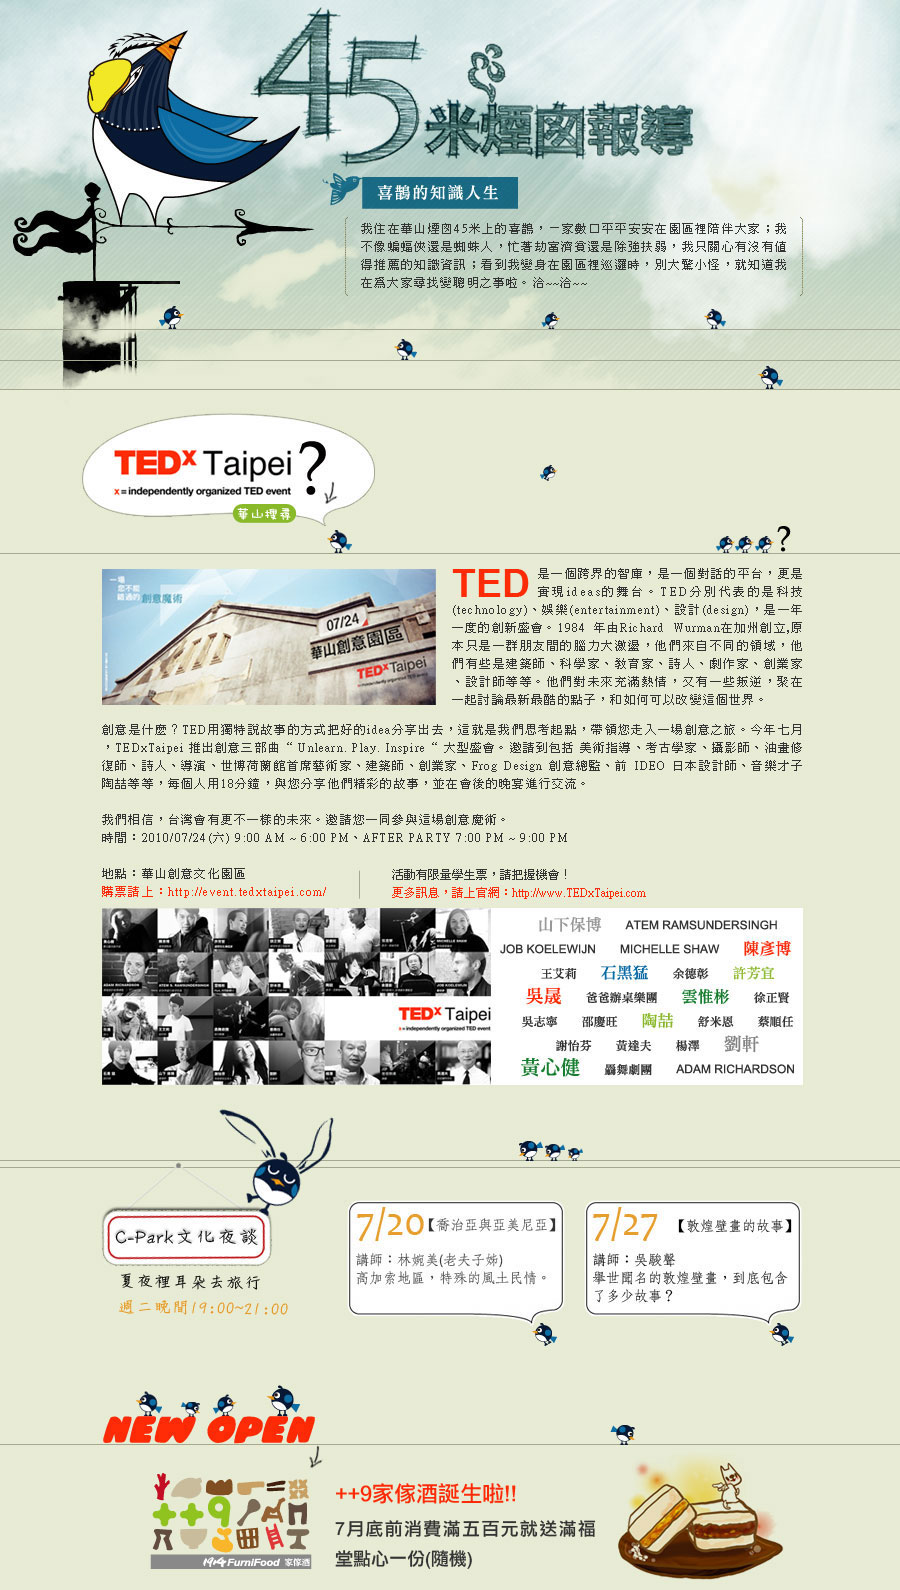 45米煙囪報導
喜鵲的知識人生
我住在華山煙囪45米上的喜鵲，一家數口平平安安在園區裡陪伴大家；我
不像蝙蝠俠還是蜘蛛人，忙著劫富濟貧還是除強扶弱，我只關心有沒有值
得推薦的知識資訊；看到我變身在園區裡巡邏時，別大驚小怪，就知道我
在為大家尋找變聰明之事啦。洽~~洽~~
TEDx Taipei?
x = independently organized TED event
華山搜尋
?
一場
您不能
錯過的 創意魔術
07/24
華山創意園區
TEDx Taipei
TED 是一個跨界的智庫，是一個對話的平台，更是
實現ideas的舞台。TED分別代表的是科技
(technology)、娛樂(entertainment)、設計(design)，是一年
一度的創新盛會。1984 年由Richard Wurman在加州創立,原
本只是一群朋友間的腦力大激盪，他們來自不同的領域，他
們有些是建築師、科學家、教育家、詩人、劇作家、創業家
、設計師等等。他們對未來充滿熱情，又有一些叛逆，聚在
一起討論最新最酷的點子，和如何可以改變這個世界。
創意是什麼？TED用獨特說故事的方式把好的idea分享出去，這就是我們思考起點，帶領您走入一場創意之旅。今年七月
，TEDxTaipei 推出創意三部曲 “ Unlearn. Play. Inspire “ 大型盛會。邀請到包括 美術指導、考古學家、攝影師、油畫修
復師、詩人、導演、世博荷蘭館首席藝術家、建築師、創業家、Frog Design 創意總監、前 IDEO 日本設計師、音樂才子
陶喆等等，每個人用18分鐘，與您分享他們精彩的故事，並在會後的晚宴進行交流。
我們相信，台灣會有更不一樣的未來。邀請您一同參與這場創意魔術。
時間：2010/07/24(六) 9:00 AM ~ 6:00 PM、AFTER PARTY 7:00 PM ~ 9:00 PM
地點：華山創意文化園區
購票請上：http://event.tedxtaipei.com/
活動有限量學生票，請把握機會！
更多訊息，請上官網：http://www.TEDxTaipei.com
TEDx Taipei
x = independently organized TED event
山下保博 ATEM RAMSUNDERSINGH
JOB KOELEWIJN MICHELLE SHAW 陳彥博
王艾莉 石黑猛 余德彰 許芳宜
吳晟 爸爸辦桌樂團 雲惟彬 徐正賢
吳志寧 邵慶旺 陶喆 舒米恩 蔡順任
謝怡芬 黃達夫 楊澤 劉軒
黃心健 驫舞劇團 ADAM RICHARDSON
C-Park文化夜談
夏夜裡耳朵去旅行
週二晚間19:00~21:00
7/20【喬治亞與亞美尼亞】
講師：林婉美(老夫子姊)
高加索地區，特殊的風土民情。
7/27 【敦煌壁畫的故事】
講師：吳駿聲
舉世聞名的敦煌壁畫，到底包含
了多少故事？
NEW OPEN
++9
1914 FurniFood 家傢酒
++9家傢酒誕生啦!!
7月底前消費滿五百元就送滿福
堂點心一份(隨機)